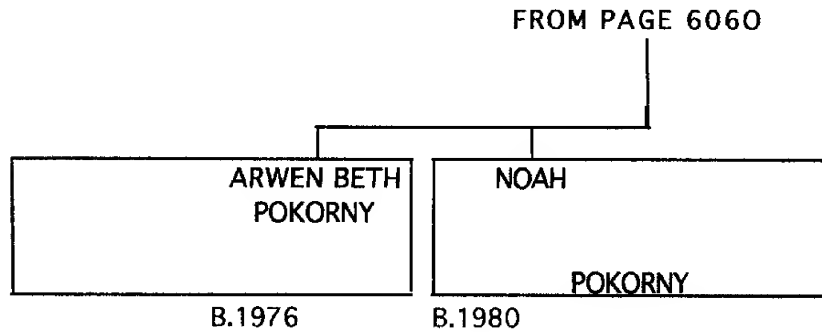 FROM PAGE 6060
ARWEN BETH
POKORNY
NOAH
POKORNY
B.1976
B.1980